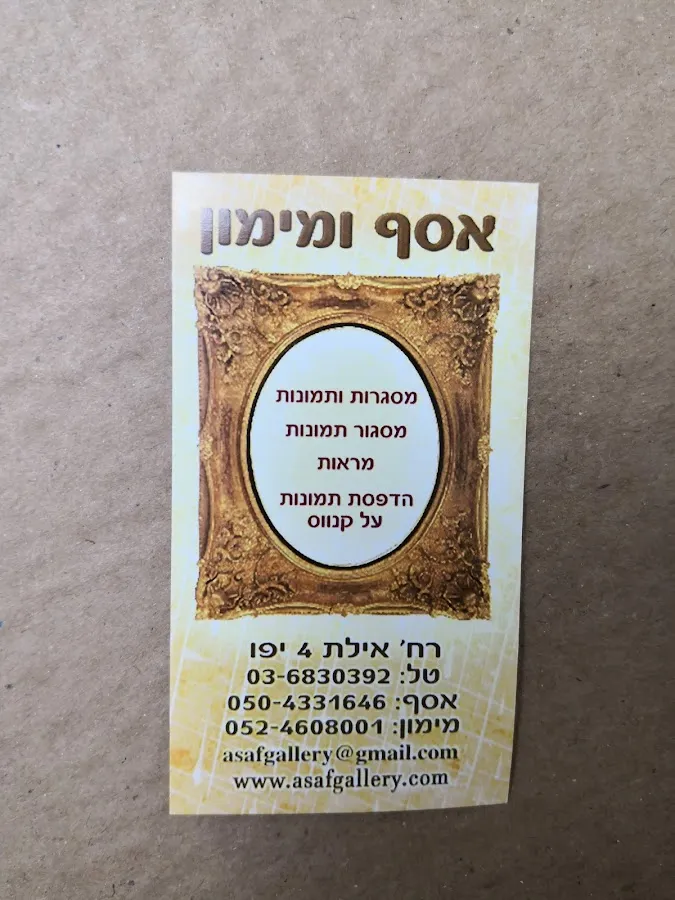 אסף ומימון
מסגרות ותמונות
מסגור תמונות
מראות
הדפסת תמונות
על קנווס
רח' אילת 4 יפו
טל: 03-6830392
אסף: 050-4331646
מימון: 052-4608001
asafgallery@gmail.com
www.asafgallery.com